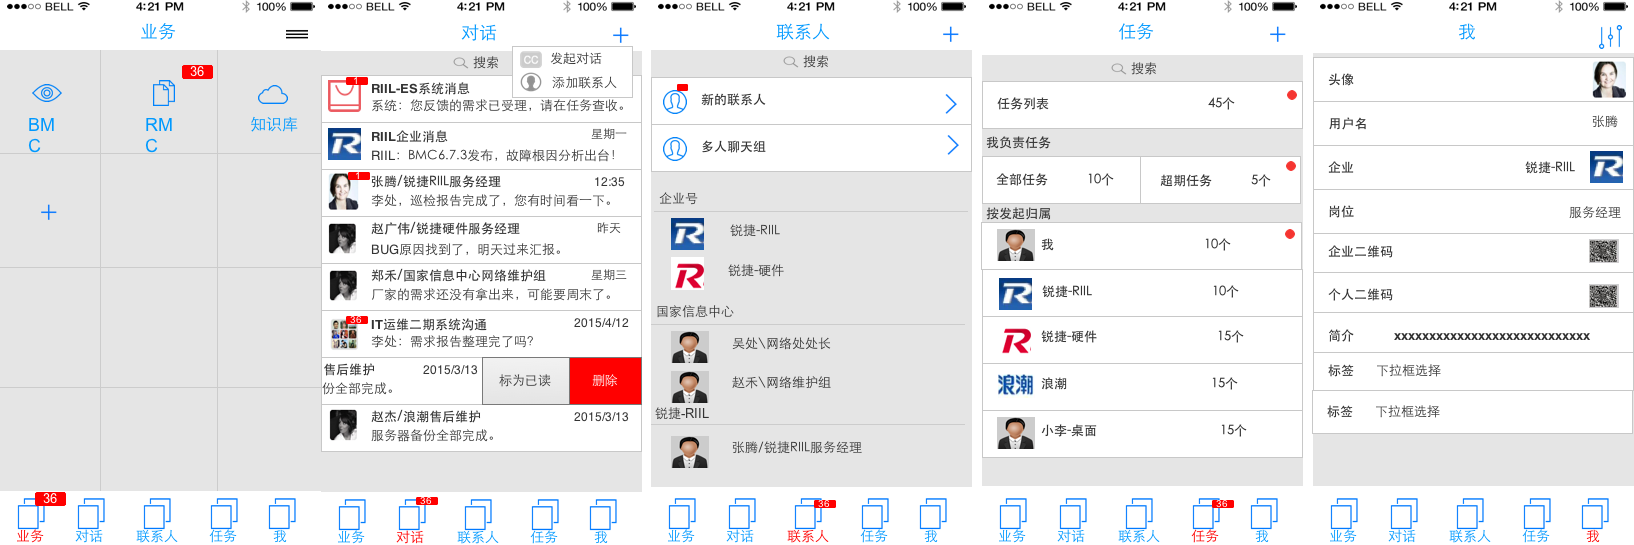 BELL 4:21 PM 100%
业务
36
BM
C
RM
C
知识库
36
业务
对话
联系人
任务
我
BELL 4:21 PM 100%
对话
搜索
CC 发起对话
添加联系人
1
RIIL-ES系统消息
系统：您反馈的需求已受理，请在任务查收。
RIIL企业消息 星期一
RIIL：BMC6.7.3发布，故障根因分析出台！
1
张腾/锐捷RIIL服务经理 12:35
李处，巡检报告完成了，您有时间看一下。
赵广伟/锐捷硬件服务经理 昨天
BUG原因找到了，明天过来汇报。
郑禾/国家信息中心网络维护组 星期三
厂家的需求还没有拿出来，可能要周末了。
36
IT运维二期系统沟通 2015/4/12
李处：需求报告整理完了吗？
售后维护 2015/3/13 标为已读 删除
份全部完成。
赵杰/浪潮售后维护 2015/3/13
服务器备份全部完成。
36
业务
对话
联系人
任务
我
BELL 4:21 PM 100%
联系人
搜索
新的联系人
多人聊天组
企业号
R 锐捷-RIIL
R 锐捷-硬件
国家信息中心
吴处\网络处处长
赵禾\网络维护组
锐捷-RIIL
张腾/锐捷RIIL服务经理
36
业务
对话
联系人
任务
我
BELL 4:21 PM 100%
任务
搜索
任务列表 45个
我负责任务
全部任务 10个 超期任务 5个
按发起归属
我 10个
R 锐捷-RIIL 10个
R 锐捷-硬件 15个
浪潮 浪潮 15个
小李-桌面 15个
36
业务
对话
联系人
任务
我
BELL 4:21 PM 100%
我
头像
用户名 张腾
企业 锐捷-RIIL R
岗位 服务经理
企业二维码
个人二维码
简介 xxxxxxxxxxxxxxxxxxxxxxxxxxxx
标签 下拉框选择
标签 下拉框选择
业务
对话
联系人
任务
我